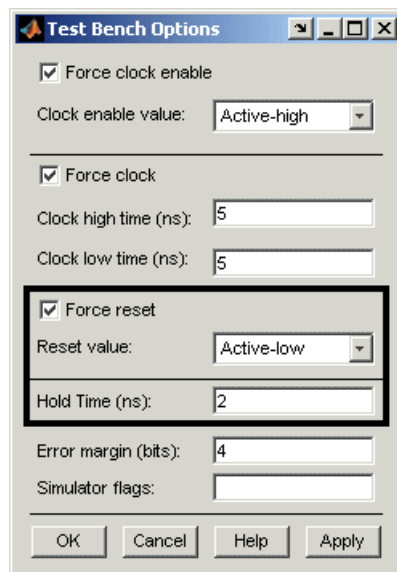 Test Bench Options
Force clock enable
Clock enable value: Active-high
Force clock
Clock high time (ns): 5
Clock low time (ns): 5
Force reset
Reset value: Active-low
Hold Time (ns): 2
Error margin (bits): 4
Simulator flags:
OK Cancel Help Apply